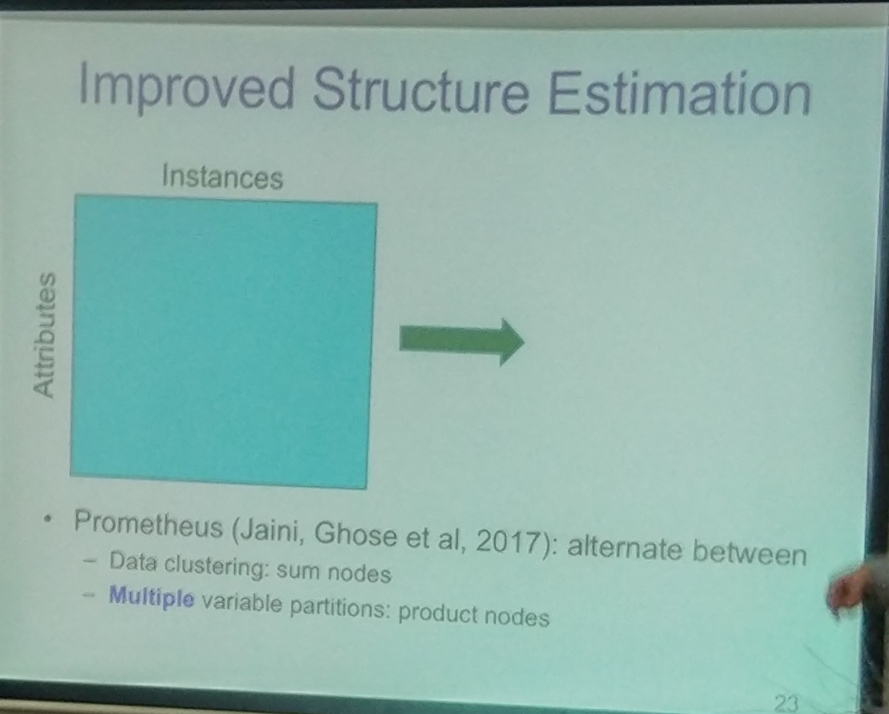 Improved Structure Estimation
Instances
Attributes
• Prometheus (Jaini, Ghose et al, 2017): alternate between
– Data clustering: sum nodes
– Multiple variable partitions: product nodes
23